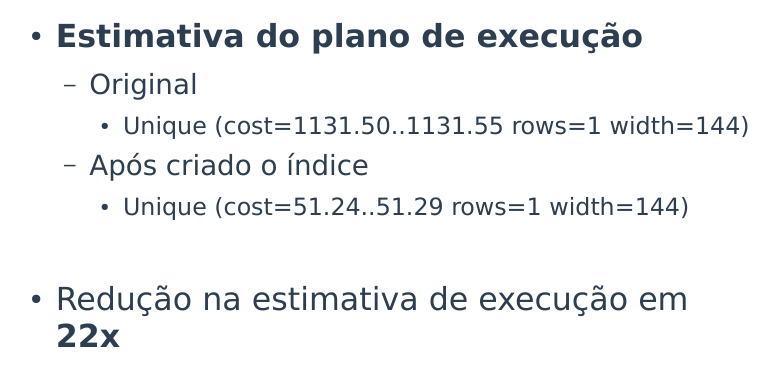 • Estimativa do plano de execução
– Original
• Unique (cost=1131.50..1131.55 rows=1 width=144)
– Após criado o índice
• Unique (cost=51.24..51.29 rows=1 width=144)
• Redução na estimativa de execução em
22x